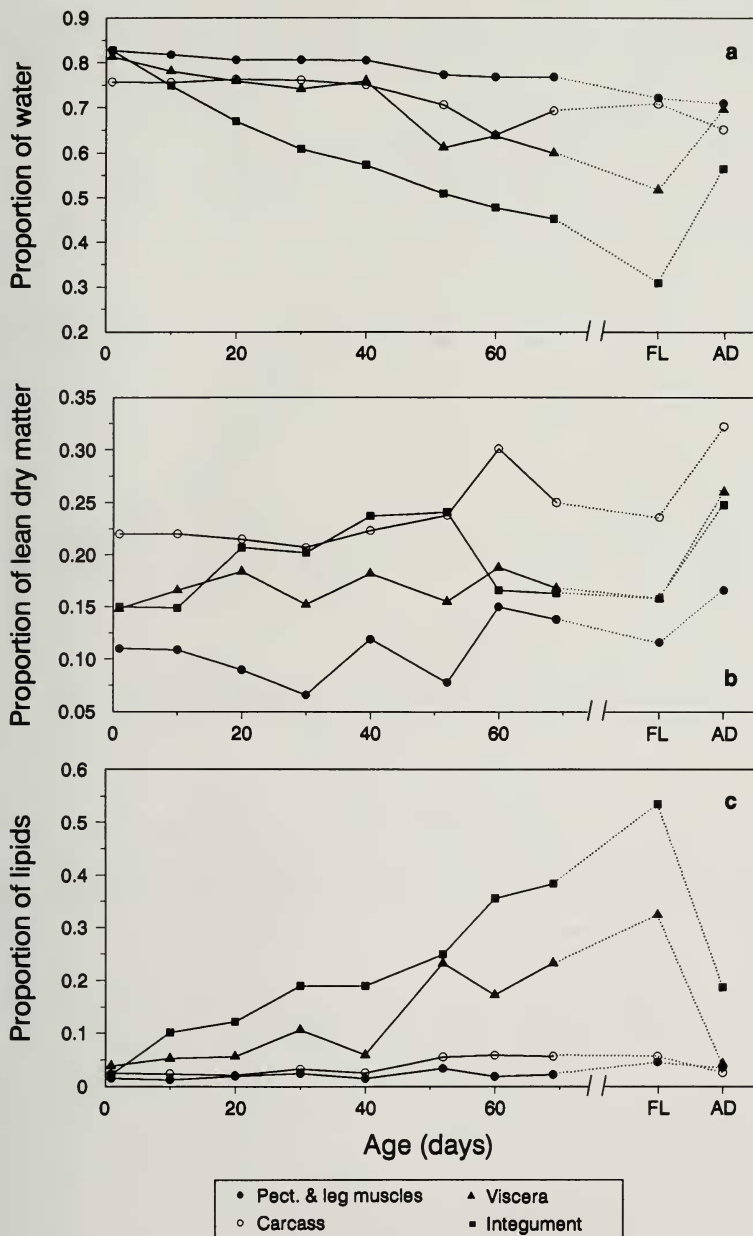 0.9
a
0.8
0.7
0.6
0.5
0.4
0.3
0.2
Proportion of water
0 20 40 60 FL AD
0.35
0.30
0.25
0.20
0.15
0.10
0.05
b
Proportion of lean dry matter
0 20 40 60 FL AD
0.6
c
0.5
0.4
0.3
0.2
0.1
0
Proportion of lipids
0 20 40 60 FL AD
Age (days)
Pect. & leg muscles
Viscera
Carcass
Integument